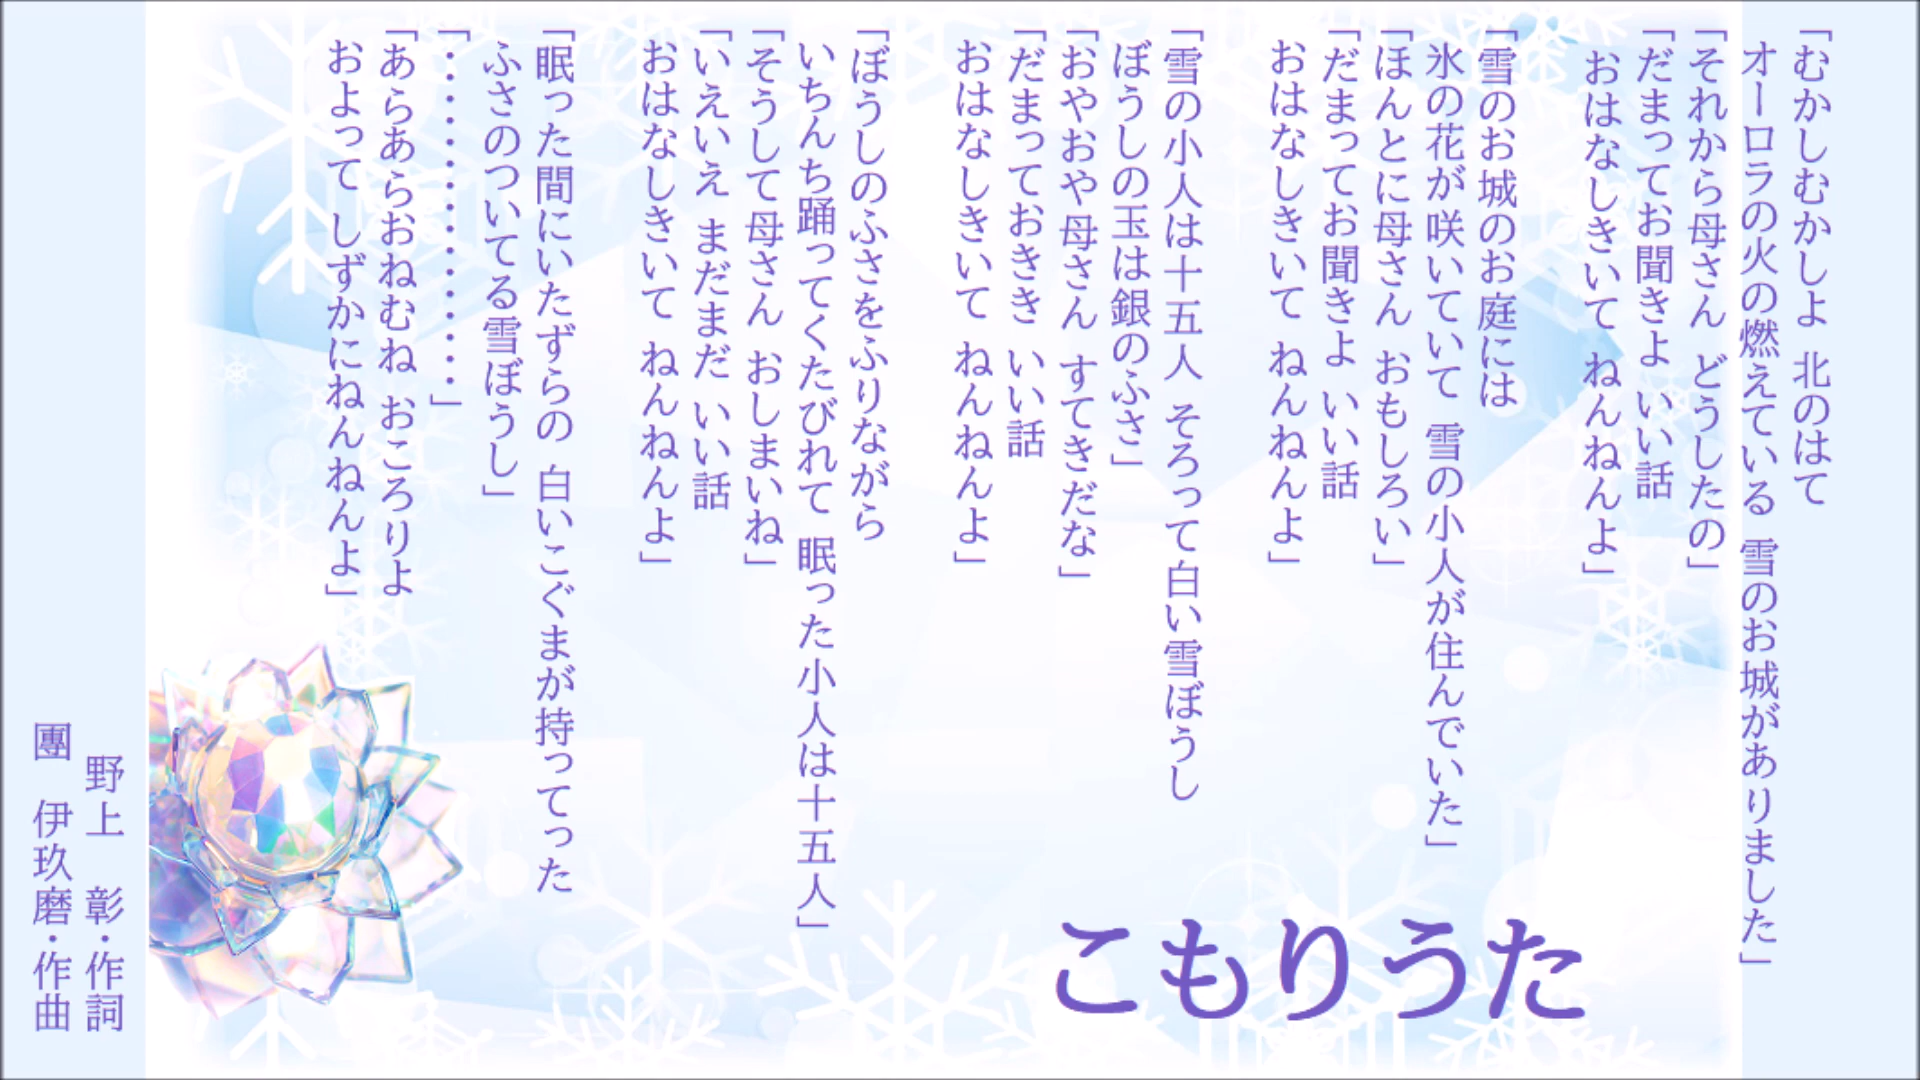 「むかしむかしよ 北のはて
オーロラの火の燃えている 雪のお城がありました」
「それから母さん どうしたの」
「だまってお聞きよ いい話
おはなしきいて ねんねんよ」
「雪のお城のお庭には
氷の花が咲いていて 雪の小人が住んでいた」
「ほんとに母さん おもしろい」
「だまってお聞きよ いい話
おはなしきいて ねんねんよ」
「雪の小人は十五人 そろって白い雪ぼうし
ぼうしの玉は銀のふさ」
「おやおや母さん すてきだな」
「だまっておきき いい話
おはなしきいて ねんねんよ」
「ぼうしのふさをふりながら
いちんち踊ってくたびれて 眠った小人は十五人」
「そうして母さん おしまいね」
「いえいえ まだまだ いい話
おはなしきいて ねんねんよ」
「眠った間にいたずらの 白いこぐまが持ってった
ふさのついてる雪ぼうし」
「・・・・・・・・・・・・・・・」
「あらあらおねむね おころりよ
およって しずかにねんねんよ」
こもりうた
野上 彰・作詞
團 伊玖磨・作曲